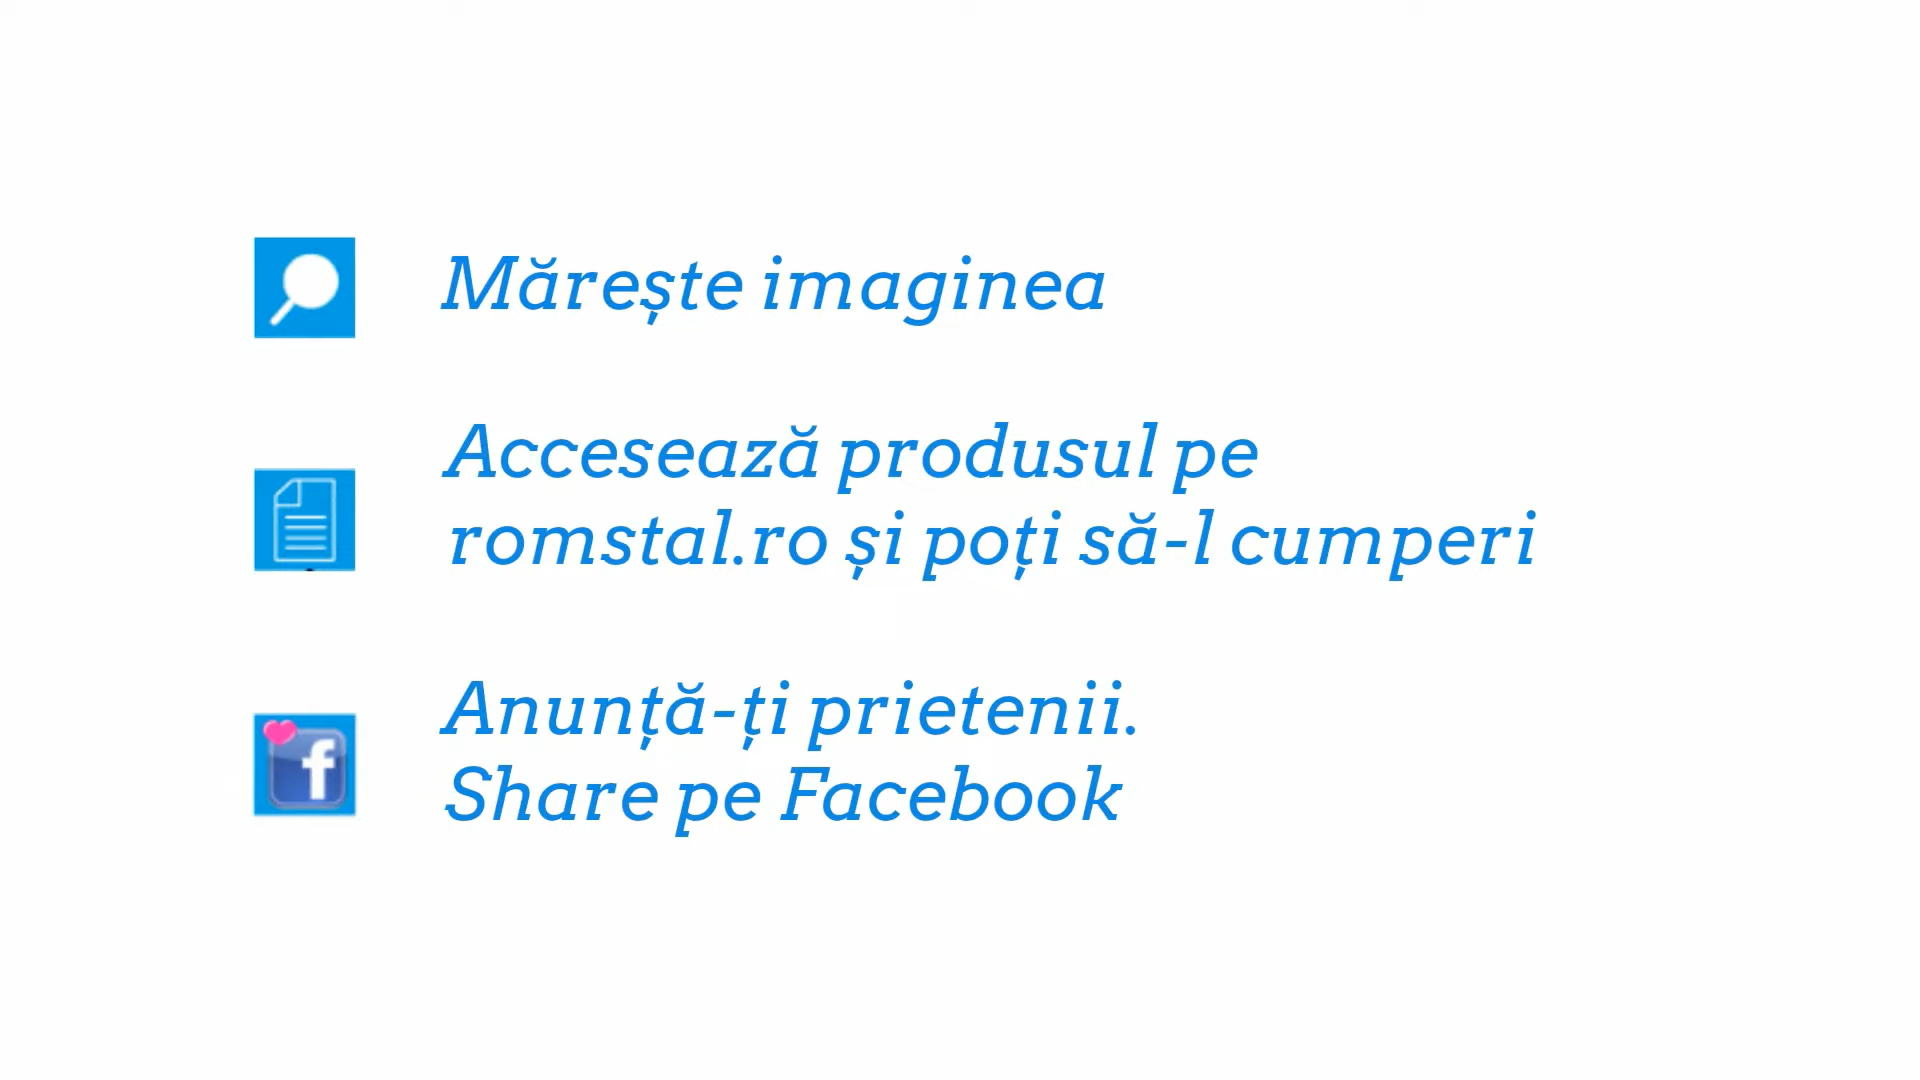 Mărește imaginea
Accesează produsul pe
romstal.ro și poți să-l cumperi
f
Anunță-ți prietenii.
Share pe Facebook